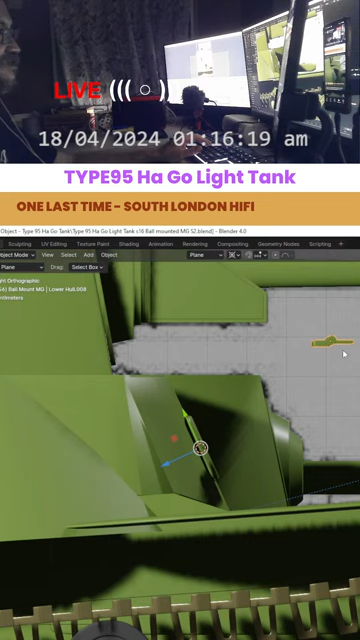 LIVE ((( ○ )
18/04/2024 01:16:19 am
TYPE95 Ha Go Light Tank
ONE LAST TIME - SOUTH LONDON HIFI
Object - Type 95 Ha Go Tank\Type 95 Ha Go Light Tank s16 Ball mounted MG S2.blend] - Blender 4.0
Sculpting UV Editing Texture Paint Shading Animation Rendering Compositing Geometry Nodes Scripting +
bject Mode View Select Add Object Plane
Plane Drag: Select Box
ght Orthographic
Ball Mount MG | Lower Hull.008
ntimeters